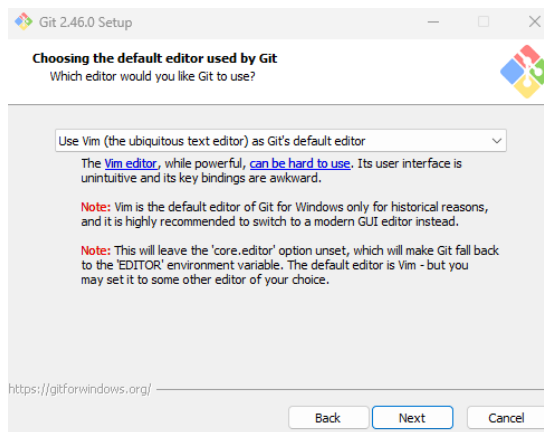 Git 2.46.0 Setup
Choosing the default editor used by Git
Which editor would you like Git to use?
Use Vim (the ubiquitous text editor) as Git's default editor
The Vim editor, while powerful, can be hard to use. Its user interface is
unintuitive and its key bindings are awkward.
Note: Vim is the default editor of Git for Windows only for historical reasons,
and it is highly recommended to switch to a modern GUI editor instead.
Note: This will leave the 'core.editor' option unset, which will make Git fall back
to the 'EDITOR' environment variable. The default editor is Vim - but you
may set it to some other editor of your choice.
https://gitforwindows.org/
Back Next Cancel